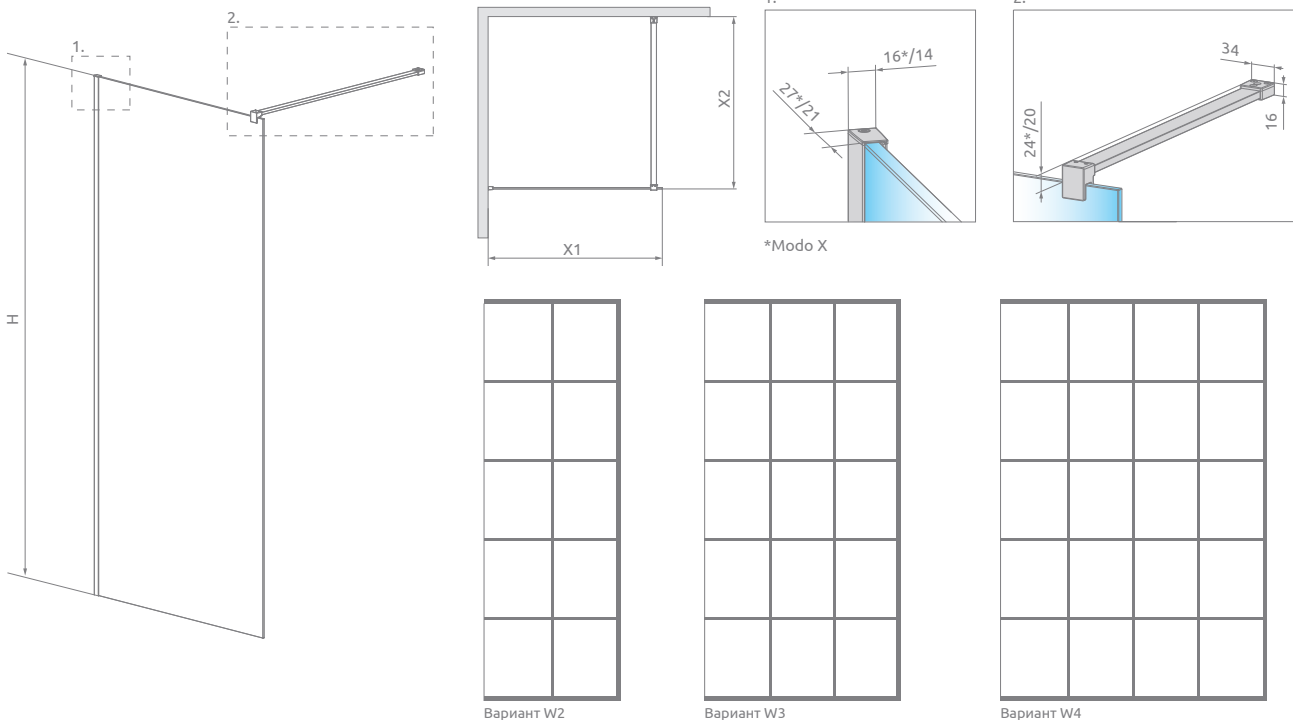 1.
2.
H
X1
X2
1.
27*/21
16*/14
*Modo X
2.
24*/20
34
16
Вариант W2
Вариант W3
Вариант W4